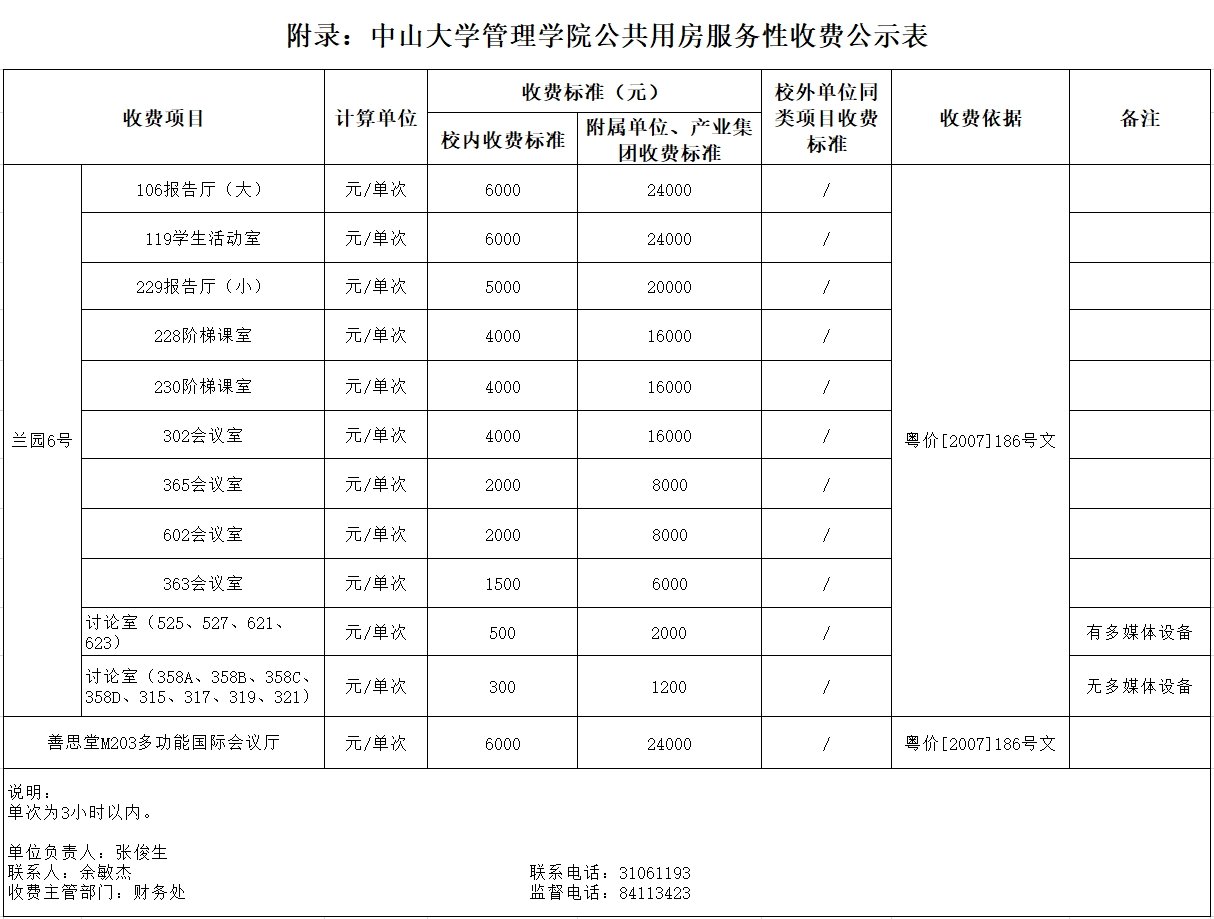 附录：中山大学管理学院公共用房服务性收费公示表
收费项目 计算单位 收费标准（元） 校外单位同类项目收费标准 收费依据 备注
校内收费标准 附属单位、产业集团收费标准
兰园6号
106报告厅（大） 元/单次 6000 24000 /
119学生活动室 元/单次 6000 24000 /
229报告厅（小） 元/单次 5000 20000 /
228阶梯课室 元/单次 4000 16000 /
230阶梯课室 元/单次 4000 16000 /
302会议室 元/单次 4000 16000 /
粤价[2007]186号文
365会议室 元/单次 2000 8000 /
602会议室 元/单次 2000 8000 /
363会议室 元/单次 1500 6000 /
讨论室（525、527、621、
623） 元/单次 500 2000 / 有多媒体设备
讨论室（358A、358B、358C、
358D、315、317、319、321） 元/单次 300 1200 / 无多媒体设备
善思堂M203多功能国际会议厅 元/单次 6000 24000 / 粤价[2007]186号文
说明：
单次为3小时以内。
单位负责人：张俊生
联系人：余敏杰 联系电话：31061193
收费主管部门：财务处 监督电话：84113423